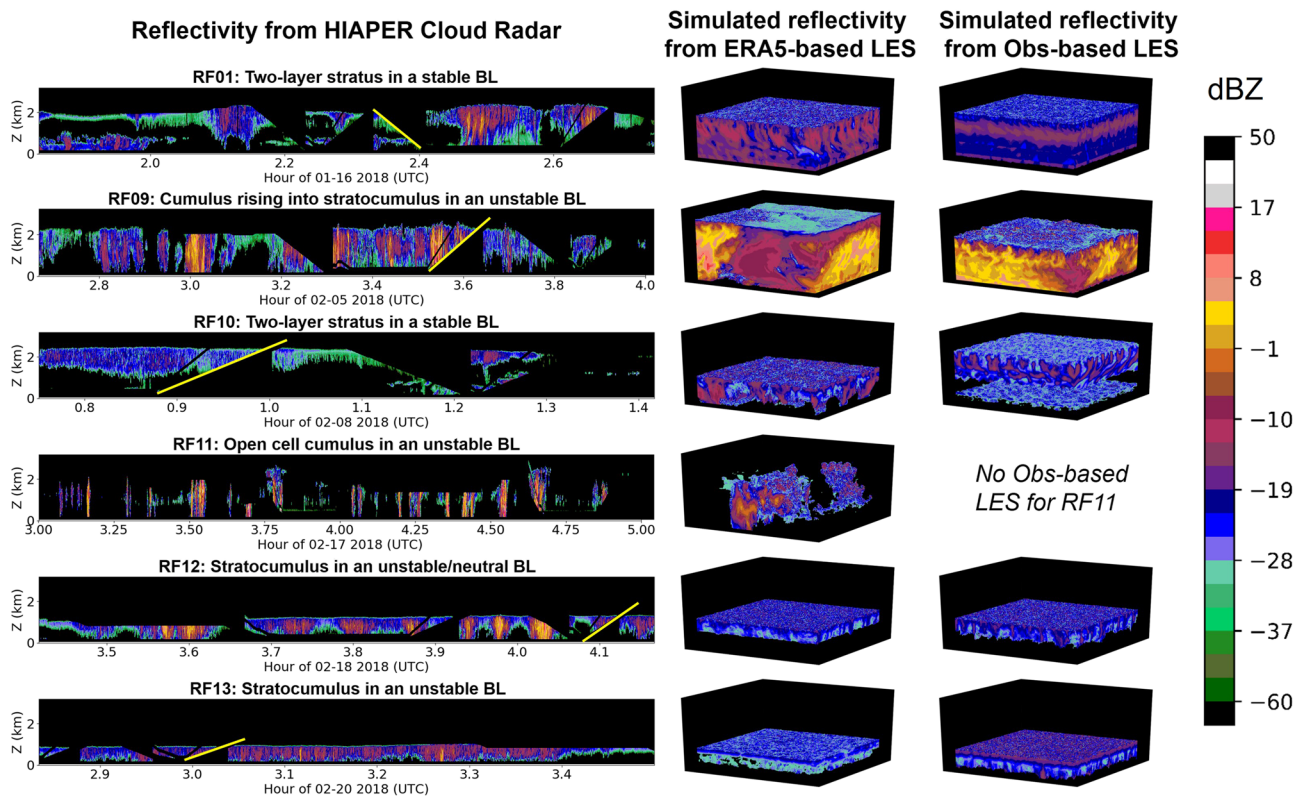 Reflectivity from HIAPER Cloud Radar
Simulated reflectivity
from ERA5-based LES
Simulated reflectivity
from Obs-based LES
RF01: Two-layer stratus in a stable BL
Z (km)
2
0
2.0 2.2 2.4 2.6
Hour of 01-16 2018 (UTC)
RF09: Cumulus rising into stratocumulus in an unstable BL
Z (km)
2
0
2.8 3.0 3.2 3.4 3.6 3.8 4.0
Hour of 02-05 2018 (UTC)
RF10: Two-layer stratus in a stable BL
Z (km)
2
0
0.8 0.9 1.0 1.1 1.2 1.3 1.4
Hour of 02-08 2018 (UTC)
RF11: Open cell cumulus in an unstable BL
Z (km)
2
0
3.00 3.25 3.50 3.75 4.00 4.25 4.50 4.75 5.00
Hour of 02-17 2018 (UTC)
No Obs-based
LES for RF11
RF12: Stratocumulus in an unstable/neutral BL
Z (km)
2
0
3.5 3.6 3.7 3.8 3.9 4.0 4.1
Hour of 02-18 2018 (UTC)
RF13: Stratocumulus in an unstable BL
Z (km)
2
0
2.9 3.0 3.1 3.2 3.3 3.4
Hour of 02-20 2018 (UTC)
dBZ
50
17
8
−1
−10
−19
−28
−37
−60